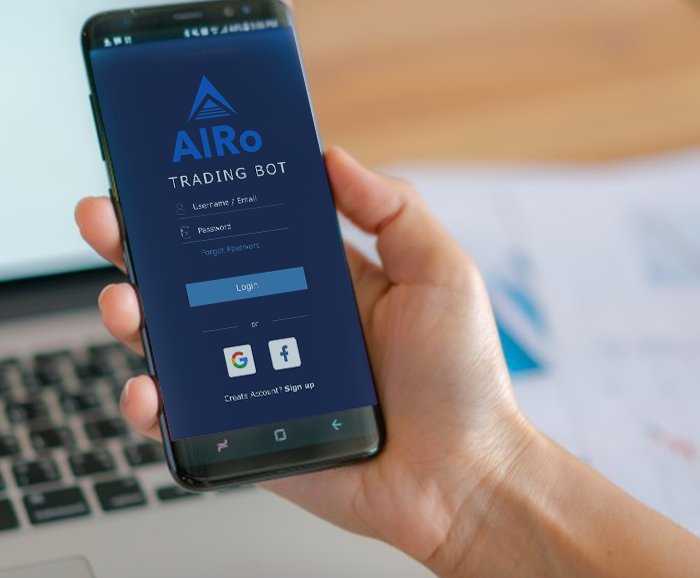 AIRo
TRADING BOT
Username / Email
Password
Forgot Password
Login
or
Create Account? Sign up